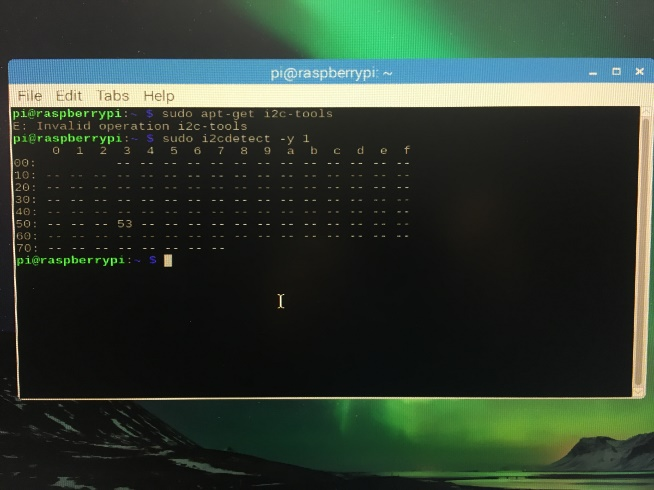 pi@raspberrypi: ~
File Edit Tabs Help
pi@raspberrypi:~ $ sudo apt-get i2c-tools
E: Invalid operation i2c-tools
pi@raspberrypi:~ $ sudo i2cdetect -y 1
     0  1  2  3  4  5  6  7  8  9  a  b  c  d  e  f
00:          -- -- -- -- -- -- -- -- -- -- -- -- --
10: -- -- -- -- -- -- -- -- -- -- -- -- -- -- -- --
20: -- -- -- -- -- -- -- -- -- -- -- -- -- -- -- --
30: -- -- -- -- -- -- -- -- -- -- -- -- -- -- -- --
40: -- -- -- -- -- -- -- -- -- -- -- -- -- -- -- --
50: -- -- -- 53 -- -- -- -- -- -- -- -- -- -- -- --
60: -- -- -- -- -- -- -- -- -- -- -- -- -- -- -- --
70: -- -- -- -- -- -- -- --
pi@raspberrypi:~ $